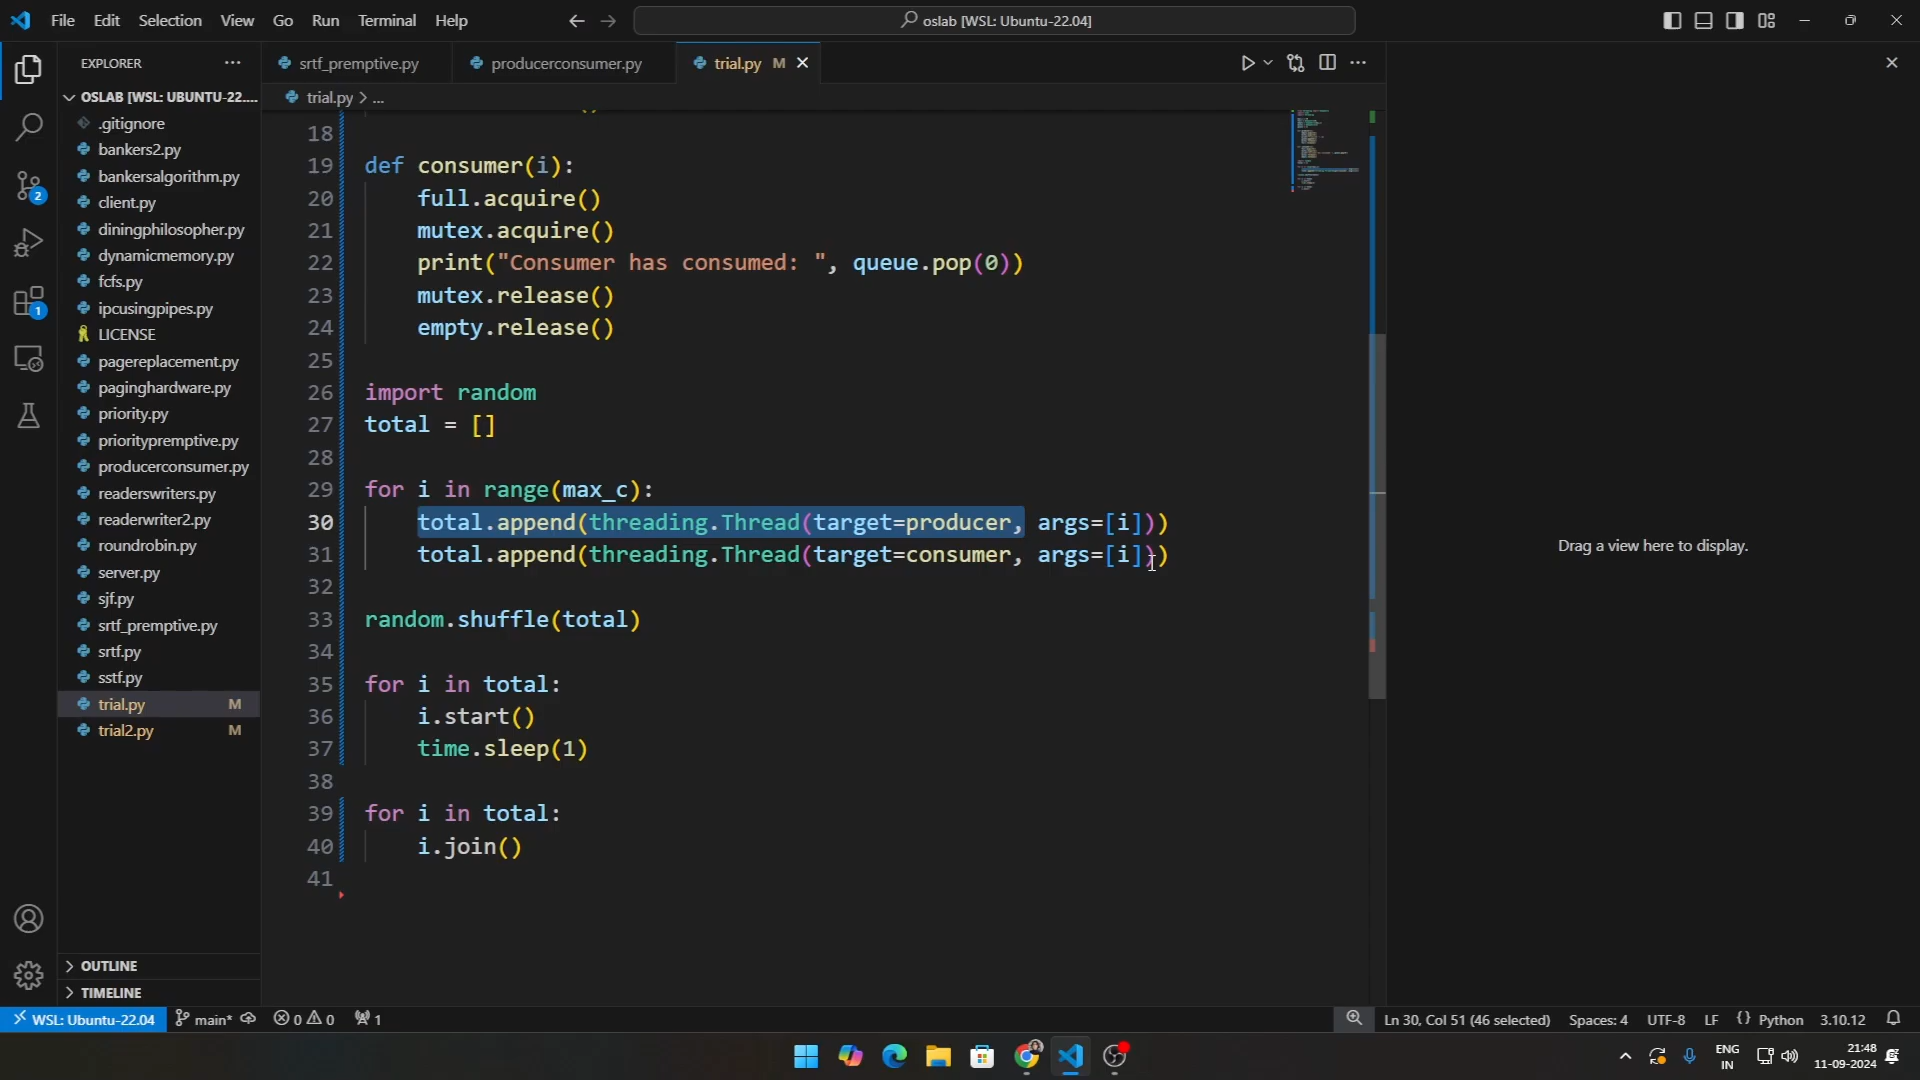 File Edit Selection View Go Run Terminal Help
oslab [WSL: Ubuntu-22.04]
EXPLORER
srtf_premptive.py
producerconsumer.py
trial.py M
OSLAB [WSL: UBUNTU-22....
trial.py > ...
.gitignore
bankers2.py
bankersalgorithm.py
client.py
diningphilosopher.py
dynamicmemory.py
fcfs.py
ipcusingpipes.py
LICENSE
pagereplacement.py
paginghardware.py
priority.py
prioritypremptive.py
producerconsumer.py
readerswriters.py
readerwriter2.py
roundrobin.py
server.py
sjf.py
srtf_premptive.py
srtf.py
sstf.py
trial.py M
trial2.py M
OUTLINE
TIMELINE
2
1
18
19 def consumer(i):
20 full.acquire()
21 mutex.acquire()
22 print("Consumer has consumed: ", queue.pop(0))
23 mutex.release()
24 empty.release()
25
26 import random
27 total = []
28
29 for i in range(max_c):
30 total.append(threading.Thread(target=producer, args=[i]))
31 total.append(threading.Thread(target=consumer, args=[i]))
32
33 random.shuffle(total)
34
35 for i in total:
36 i.start()
37 time.sleep(1)
38
39 for i in total:
40 i.join()
41
Drag a view here to display.
WSL: Ubuntu-22.04 main* 0 0 1
Ln 30, Col 51 (46 selected) Spaces: 4 UTF-8 LF {} Python 3.10.12
ENG
IN
21:48
11-09-2024